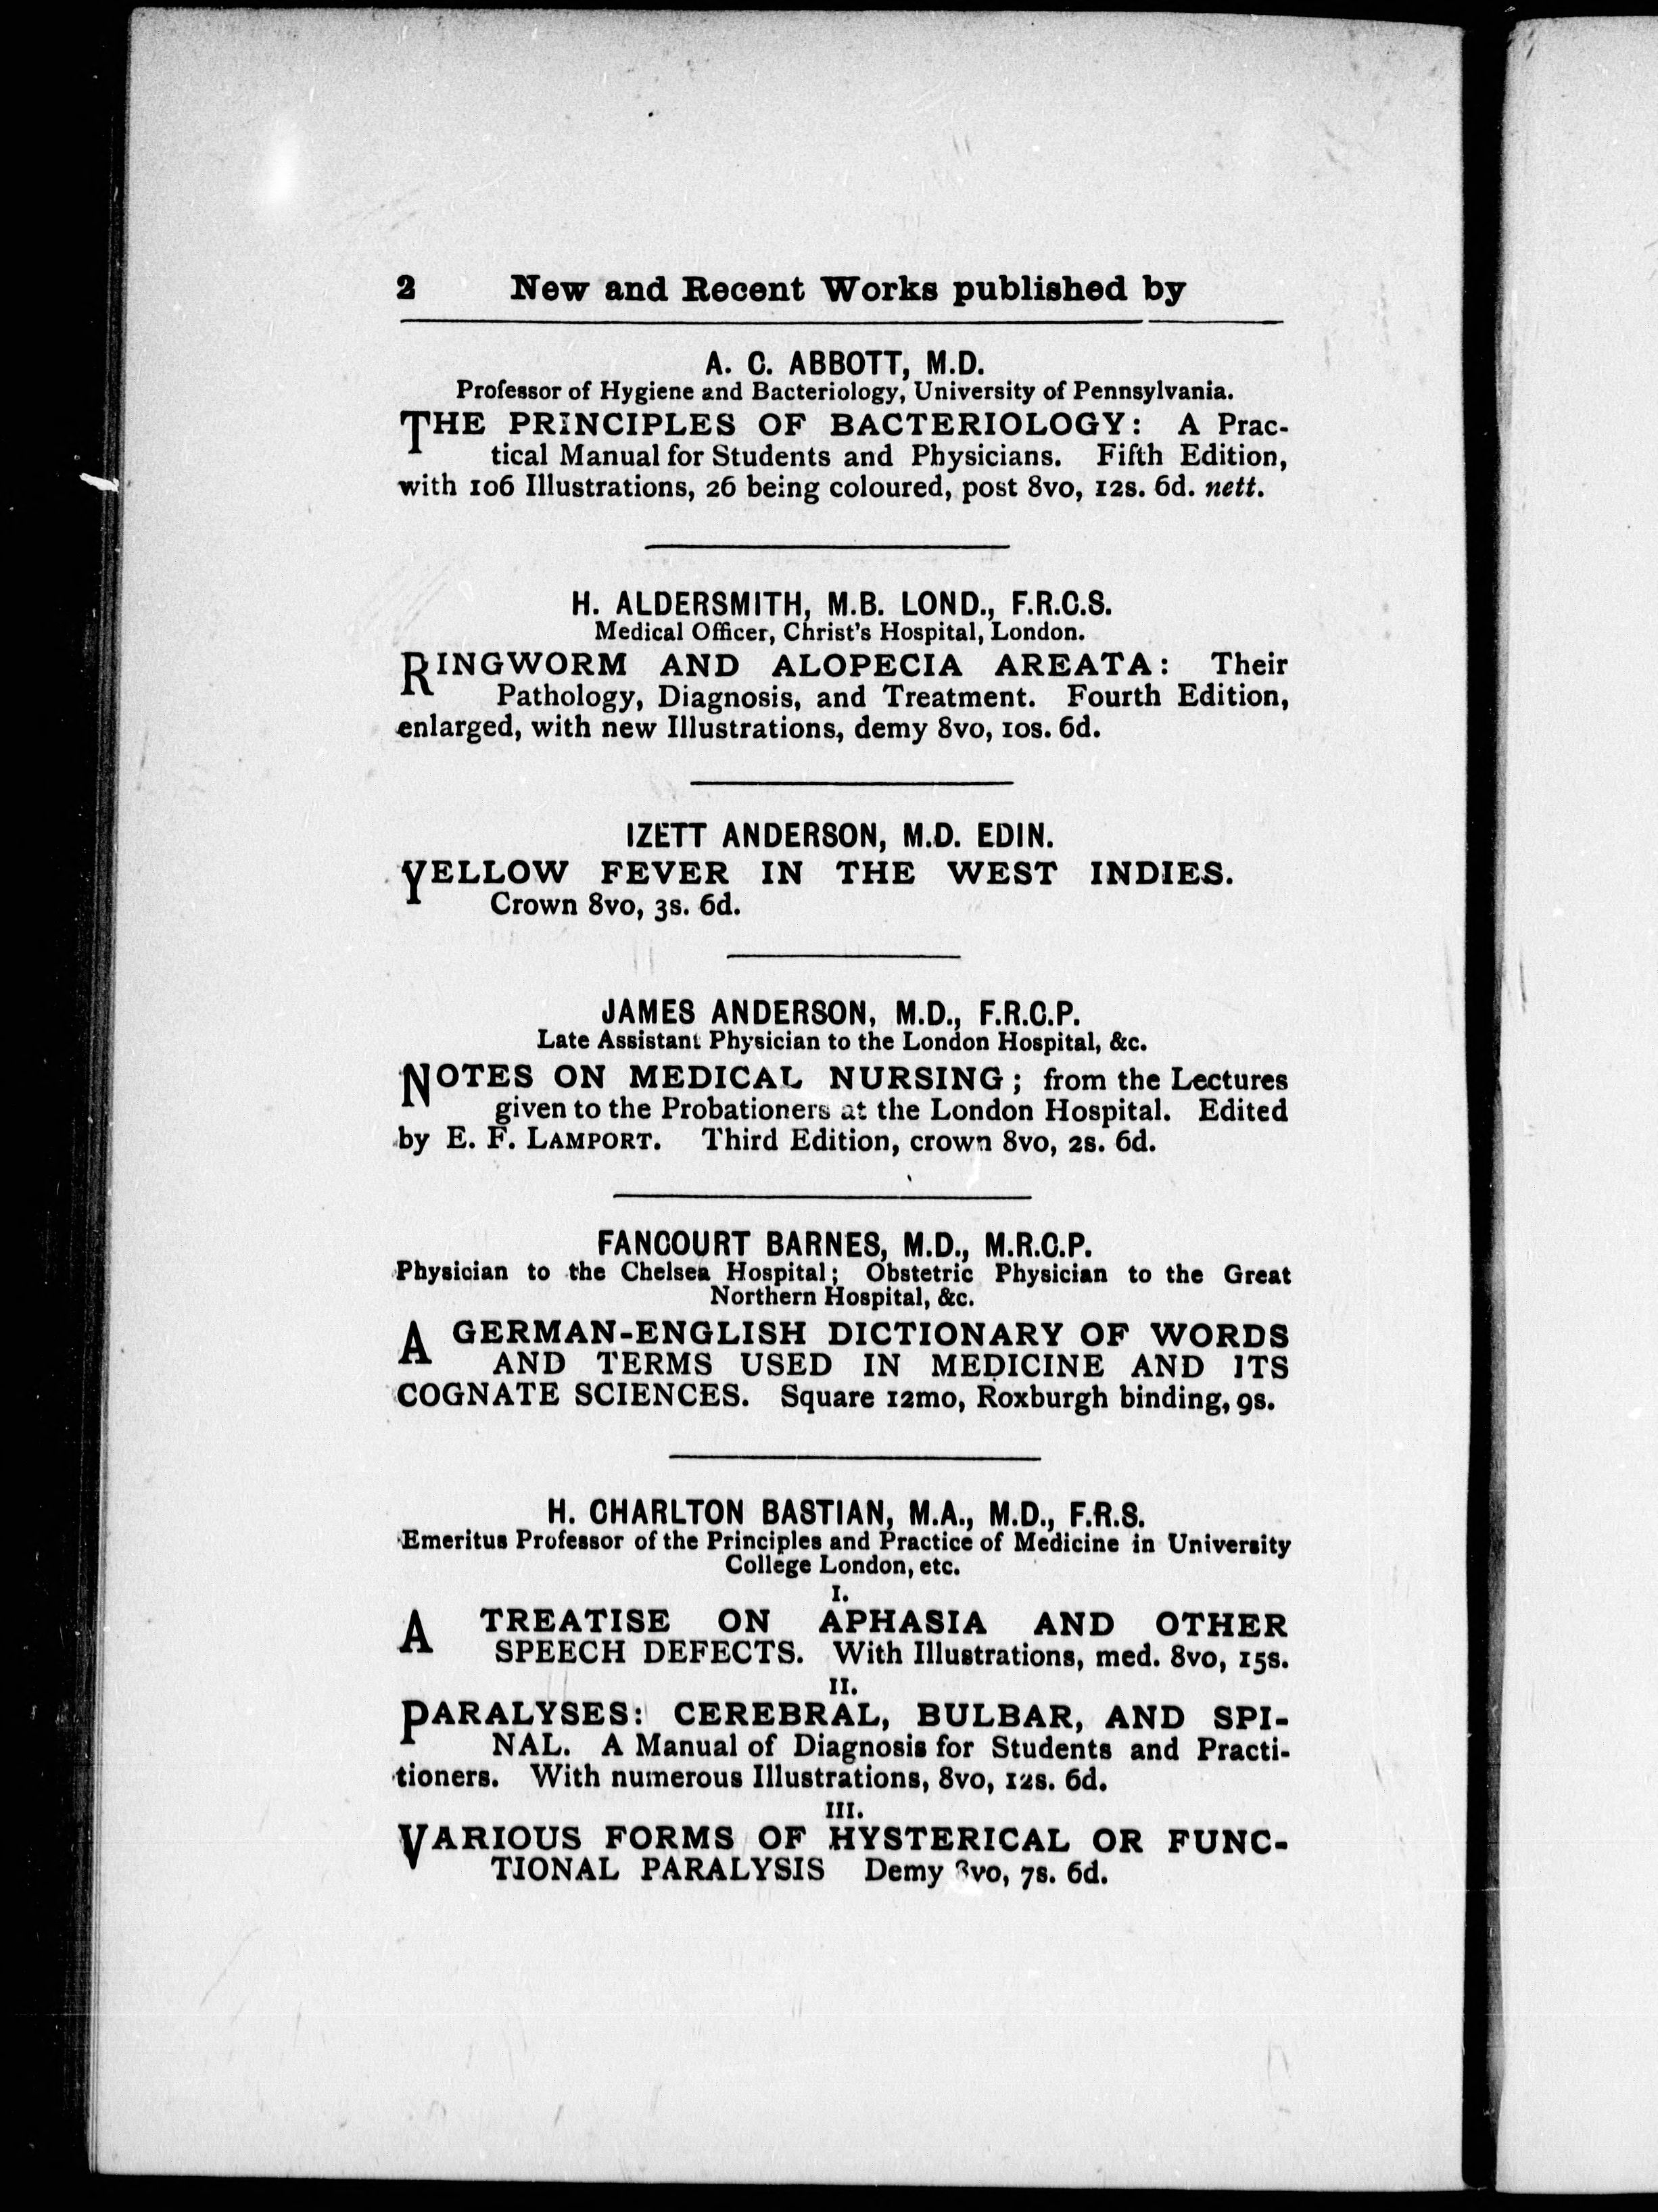 2 New and Recent Works published by
A. C. ABBOTT, M.D.
Professor of Hygiene and Bacteriology, University of Pennsylvania.
THE PRINCIPLES OF BACTERIOLOGY: A Prac-
tical Manual for Students and Physicians. Fifth Edition,
with 106 Illustrations, 26 being coloured, post 8vo, 12s. 6d. nett.
H. ALDERSMITH, M.B. LOND., F.R.C.S.
Medical Officer, Christ's Hospital, London.
RINGWORM AND ALOPECIA AREATA: Their
Pathology, Diagnosis, and Treatment. Fourth Edition,
enlarged, with new Illustrations, demy 8vo, 10s. 6d.
IZETT ANDERSON, M.D. EDIN.
YELLOW FEVER IN THE WEST INDIES.
Crown 8vo, 3s. 6d.
JAMES ANDERSON, M.D., F.R.C.P.
Late Assistant Physician to the London Hospital, &c.
NOTES ON MEDICAL NURSING; from the Lectures
given to the Probationers at the London Hospital. Edited
by E. F. LAMPORT. Third Edition, crown 8vo, 2s. 6d.
FANCOURT BARNES, M.D., M.R.C.P.
Physician to the Chelsea Hospital; Obstetric Physician to the Great
Northern Hospital, &c.
A GERMAN-ENGLISH DICTIONARY OF WORDS
AND TERMS USED IN MEDICINE AND ITS
COGNATE SCIENCES. Square 12mo, Roxburgh binding, 9s.
H. CHARLTON BASTIAN, M.A., M.D., F.R.S.
Emeritus Professor of the Principles and Practice of Medicine in University
College London, etc.
I.
A TREATISE ON APHASIA AND OTHER
SPEECH DEFECTS. With Illustrations, med. 8vo, 15s.
II.
PARALYSES: CEREBRAL, BULBAR, AND SPI-
NAL. A Manual of Diagnosis for Students and Practi-
tioners. With numerous Illustrations, 8vo, 12s. 6d.
III.
VARIOUS FORMS OF HYSTERICAL OR FUNC-
TIONAL PARALYSIS Demy 8vo, 7s. 6d.